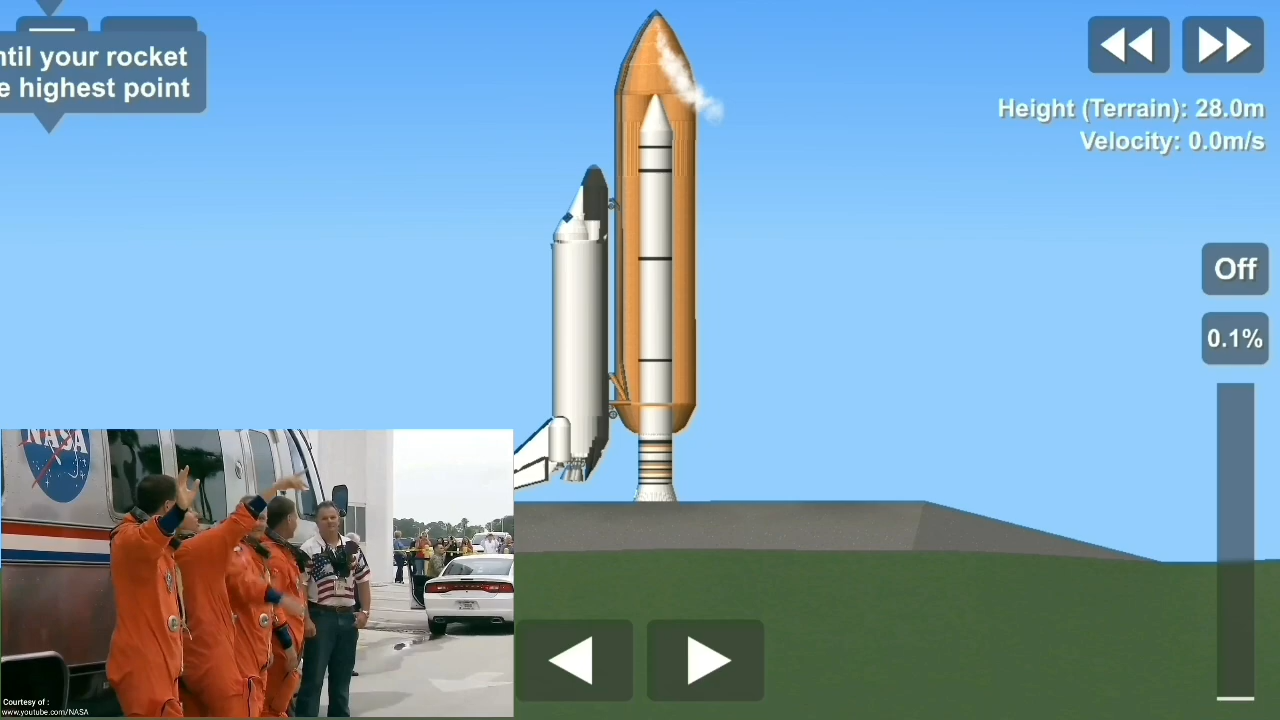 ntil your rocket
e highest point
Height (Terrain): 28.0m
Velocity: 0.0m/s
Off
0.1%
NASA
Courtesy of :
www.youtube.com/NASA